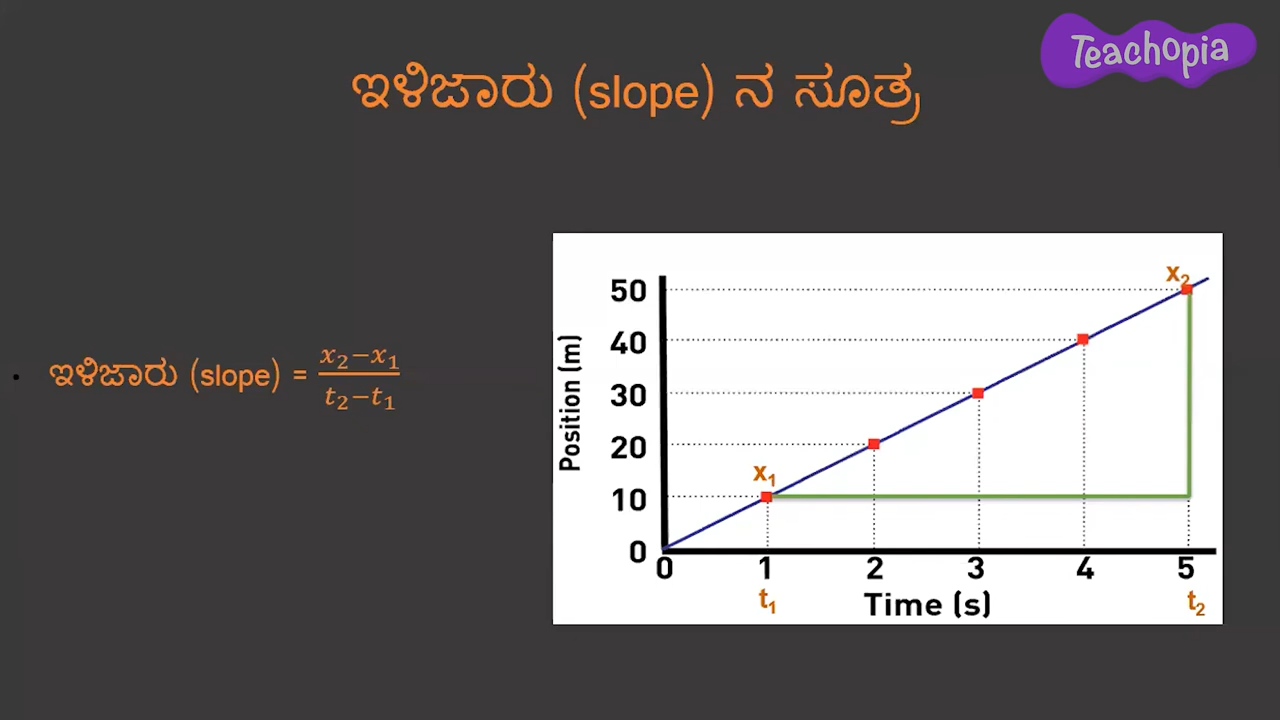 Teachopia
ಇಳಿಜಾರು (slope) ನ ಸೂತ್ರ
• ಇಳಿಜಾರು (slope) = x₂−x₁ / t₂−t₁
Position (m)
50
40
30
20
10
0
x₂
x₁
0 1 2 3 4 5
t₁ Time (s) t₂